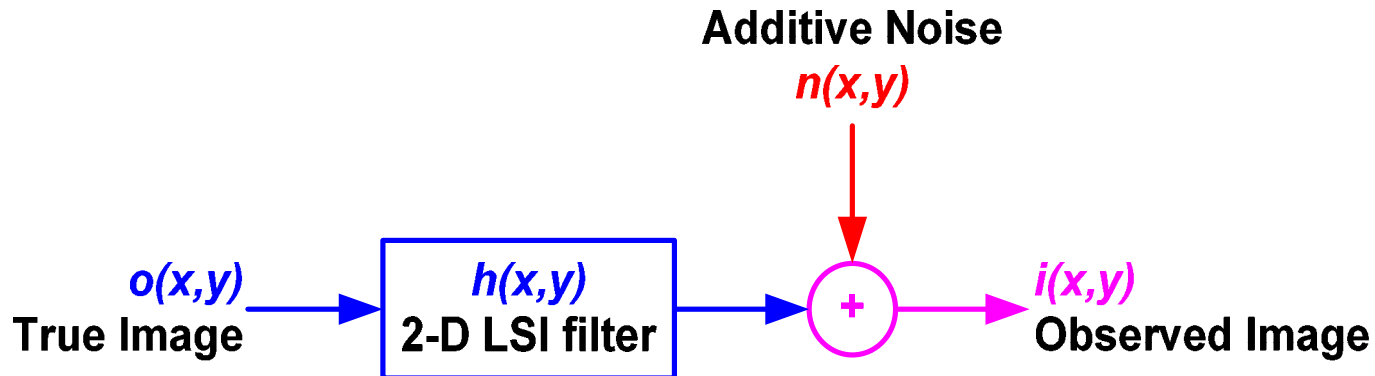 Additive Noise
n(x,y)
o(x,y)
True Image
h(x,y)
2-D LSI filter
+
i(x,y)
Observed Image